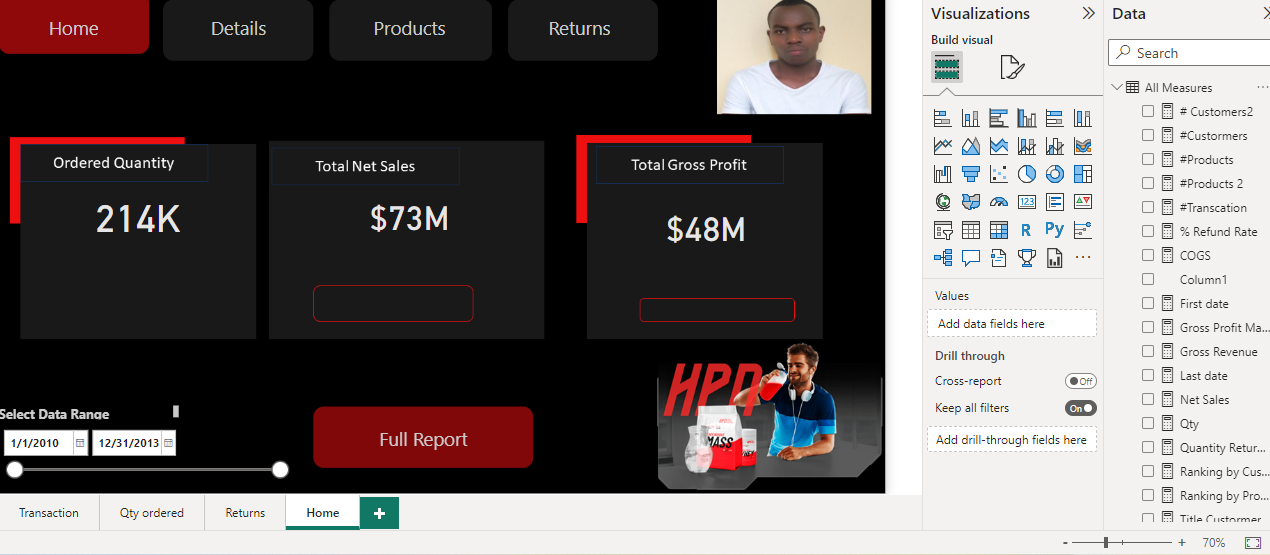 Home
Details
Products
Returns
Ordered Quantity
214K
Total Net Sales
$73M
Total Gross Profit
$48M
HPN
MASS
Select Data Range
1/1/2010
12/31/2013
Full Report
Transaction
Qty ordered
Returns
Home
+
Visualizations
Build visual
123
R
Py
...
Values
Add data fields here
Drill through
Cross-report
Off
Keep all filters
On
Add drill-through fields here
Data
Search
All Measures
...
# Customers2
#Custormers
#Products
#Products 2
#Transcation
% Refund Rate
COGS
Column1
First date
Gross Profit Ma...
Gross Revenue
Last date
Net Sales
Qty
Quantity Retur...
Ranking by Cus...
Ranking by Pro...
Title Custormer
- + 70%